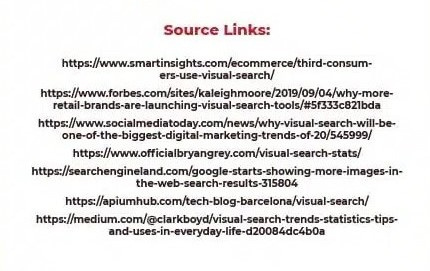 Source Links:
https://www.smartinsights.com/ecommerce/third-consum-
ers-use-visual-search/
https://www.forbes.com/sites/kaleighmoore/2019/09/04/why-more-
retail-brands-are-launching-visual-search-tools/#5f333c821bda
https://www.socialmediatoday.com/news/why-visual-search-will-be-
one-of-the-biggest-digital-marketing-trends-of-20/545999/
https://www.officialbryangrey.com/visual-search-stats/
https://searchengineland.com/google-starts-showing-more-images-in-
the-web-search-results-315804
https://apiumhub.com/tech-blog-barcelona/visual-search/
https://medium.com/@clarkboyd/visual-search-trends-statistics-tips-
and-uses-in-everyday-life-d20084dc4b0a